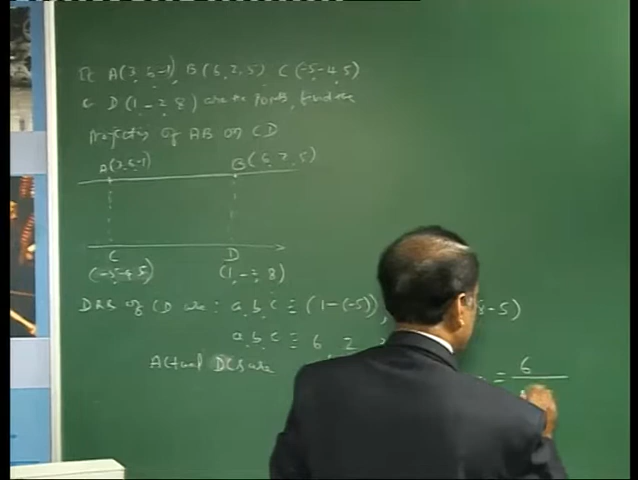 If A(3, 6 -1) B(6, 2, 5) C(-5 -4, 5)
& D(1 - 2 8) are the points, find the
Projection of AB on CD
A(3, 6 -1) B(6, 2, 5)
C D
(-5 -4 5) (1, -2 8)
DRS of CD are : a, b, c ≡ (1-(-5), 8-5)
a, b, c ≡ 6 2
Actual DCs are = 6